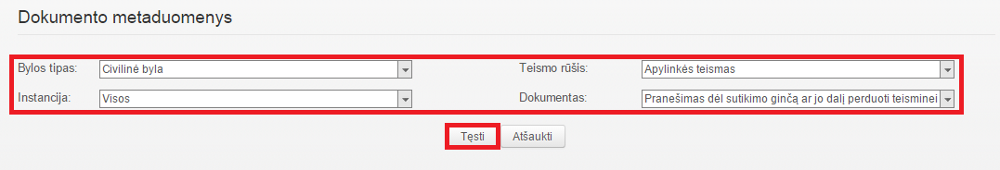 Dokumento metaduomenys
Bylos tipas: Civilinė byla Teismo rūšis: Apylinkės teismas
Instancija: Visos Dokumentas: Pranešimas dėl sutikimo ginčą ar jo dalį perduoti teisminei
Tęsti Atšaukti